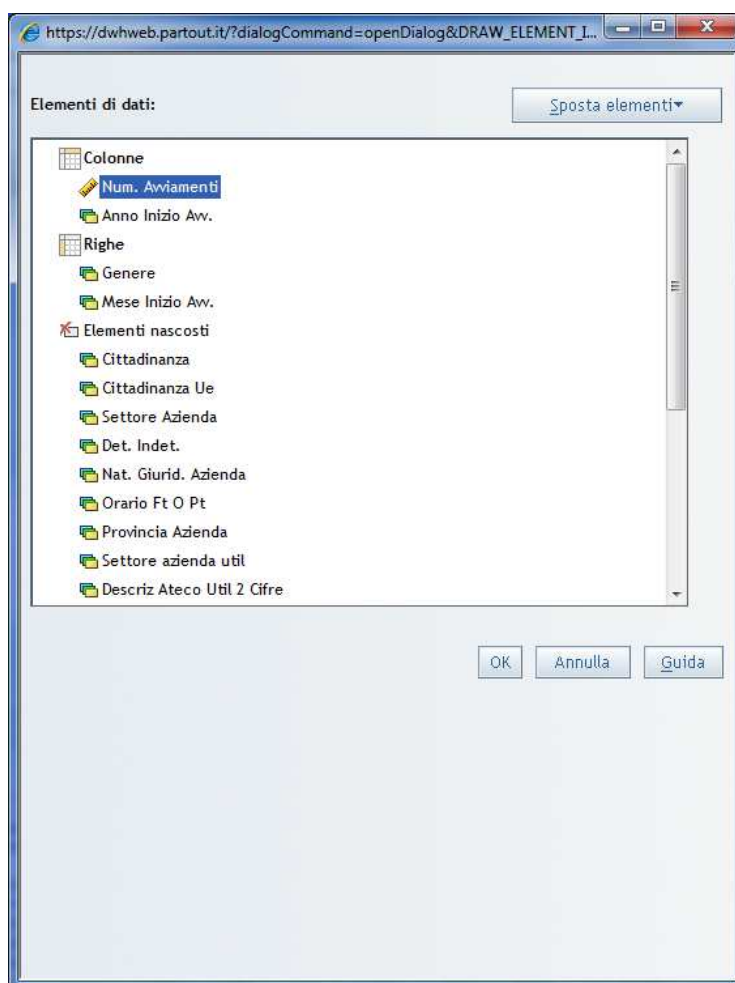 https://dwhweb.partout.it/?dialogCommand=openDialog&DRAW_ELEMENT_I...
Elementi di dati:
Sposta elementi
Colonne
Num. Avviamenti
Anno Inizio Avv.
Righe
Genere
Mese Inizio Avv.
Elementi nascosti
Cittadinanza
Cittadinanza Ue
Settore Azienda
Det. Indet.
Nat. Giurid. Azienda
Orario Ft O Pt
Provincia Azienda
Settore azienda util
Descriz Ateco Util 2 Cifre
OK
Annulla
Guida